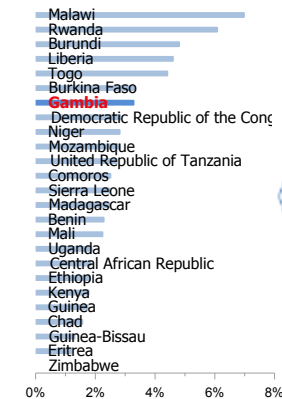 Malawi
Rwanda
Burundi
Liberia
Togo
Burkina Faso
Gambia
Democratic Republic of the Cong
Niger
Mozambique
United Republic of Tanzania
Comoros
Sierra Leone
Madagascar
Benin
Mali
Uganda
Central African Republic
Ethiopia
Kenya
Guinea
Chad
Guinea-Bissau
Eritrea
Zimbabwe
0% 2% 4% 6% 8%